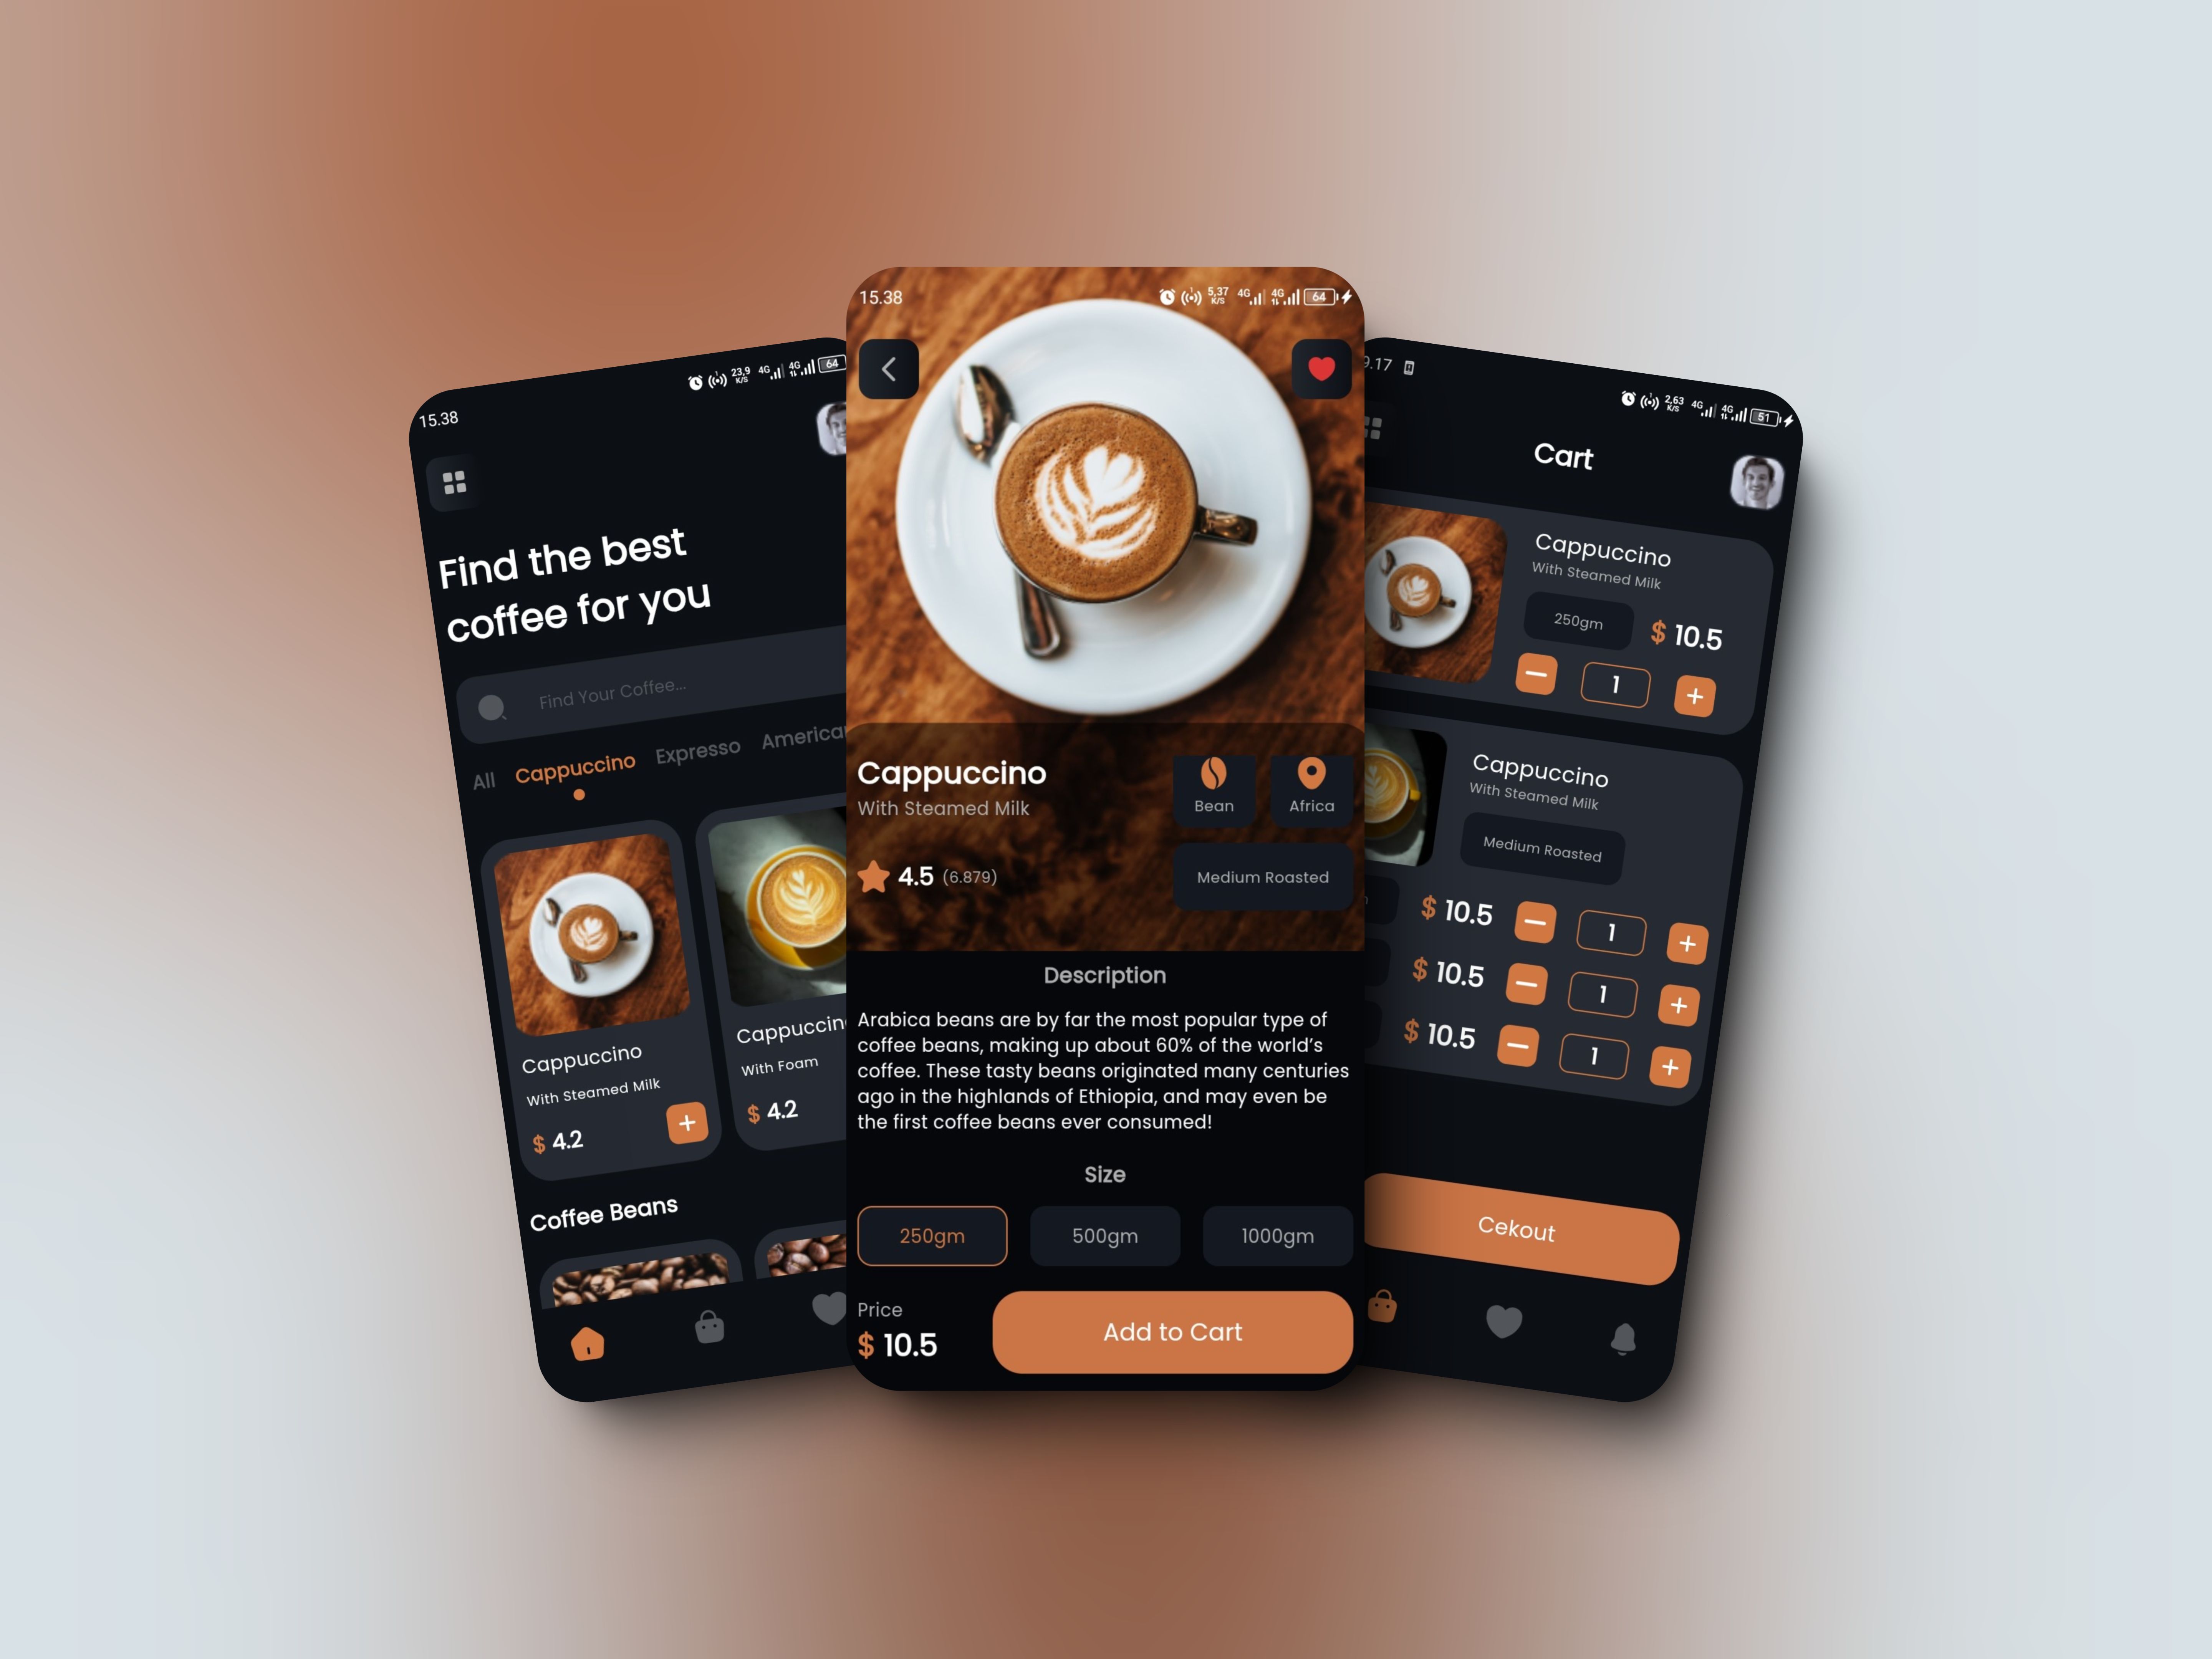 15.38
23,9
K/S
4G
4G
64
Find the best
coffee for you
Find Your Coffee...
All Cappuccino Expresso
Cappuccino
With Steamed Milk
$ 4.2
With Foam
$ 4.2
Coffee Beans
15.38
5,37
K/S
4G
4G
64
Cappuccino
With Steamed Milk
Bean
Africa
4.5 (6.879)
Medium Roasted
Description
Arabica beans are by far the most popular type of
coffee beans, making up about 60% of the world's
coffee. These tasty beans originated many centuries
ago in the highlands of Ethiopia, and may even be
the first coffee beans ever consumed!
Size
250gm 500gm 1000gm
Price
$ 10.5
Add to Cart
9.17
2,63
K/S
4G
4G
51
Cart
Cappuccino
With Steamed Milk
250gm
$ 10.5
1
Cappuccino
With Steamed Milk
Medium Roasted
$ 10.5
1
$ 10.5
1
$ 10.5
1
Cekout